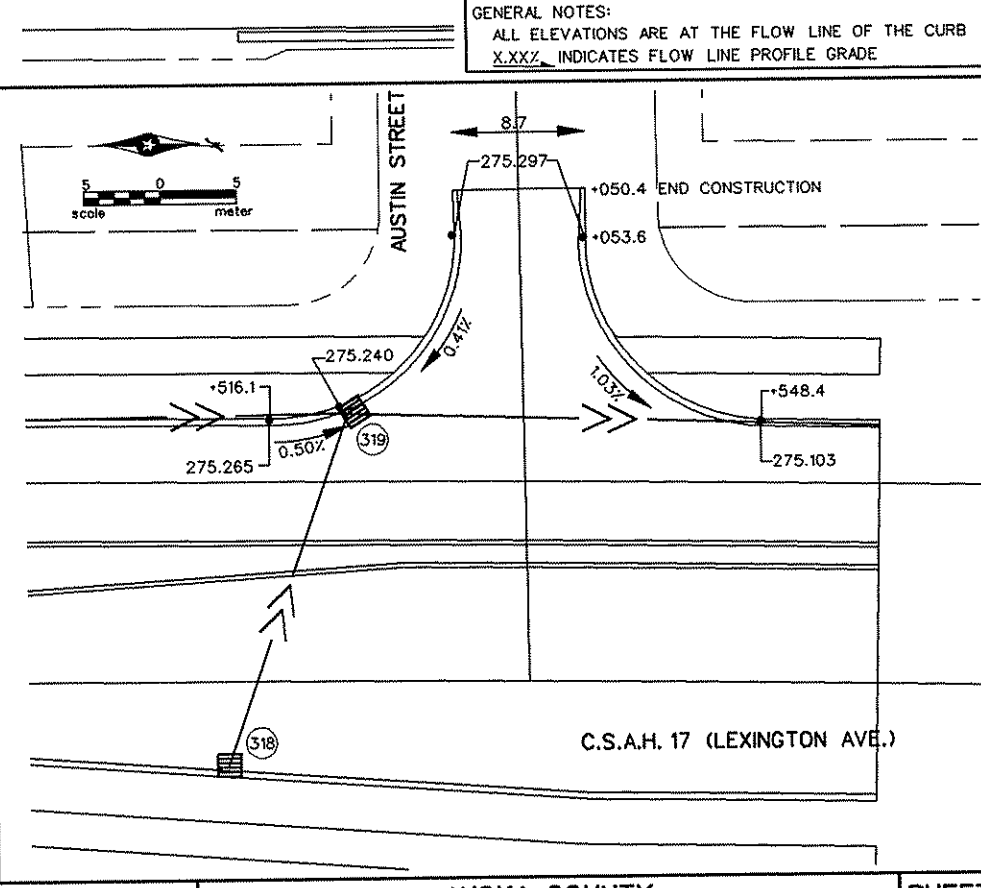 GENERAL NOTES:
ALL ELEVATIONS ARE AT THE FLOW LINE OF THE CURB
X.XX% INDICATES FLOW LINE PROFILE GRADE
AUSTIN STREET
8.7
275.297
5 0 5
scale meter
+050.4 END CONSTRUCTION
+053.6
0.41%
275.240
1.03%
+516.1
+548.4
319
0.50%
275.265
275.103
318
C.S.A.H. 17 (LEXINGTON AVE.)